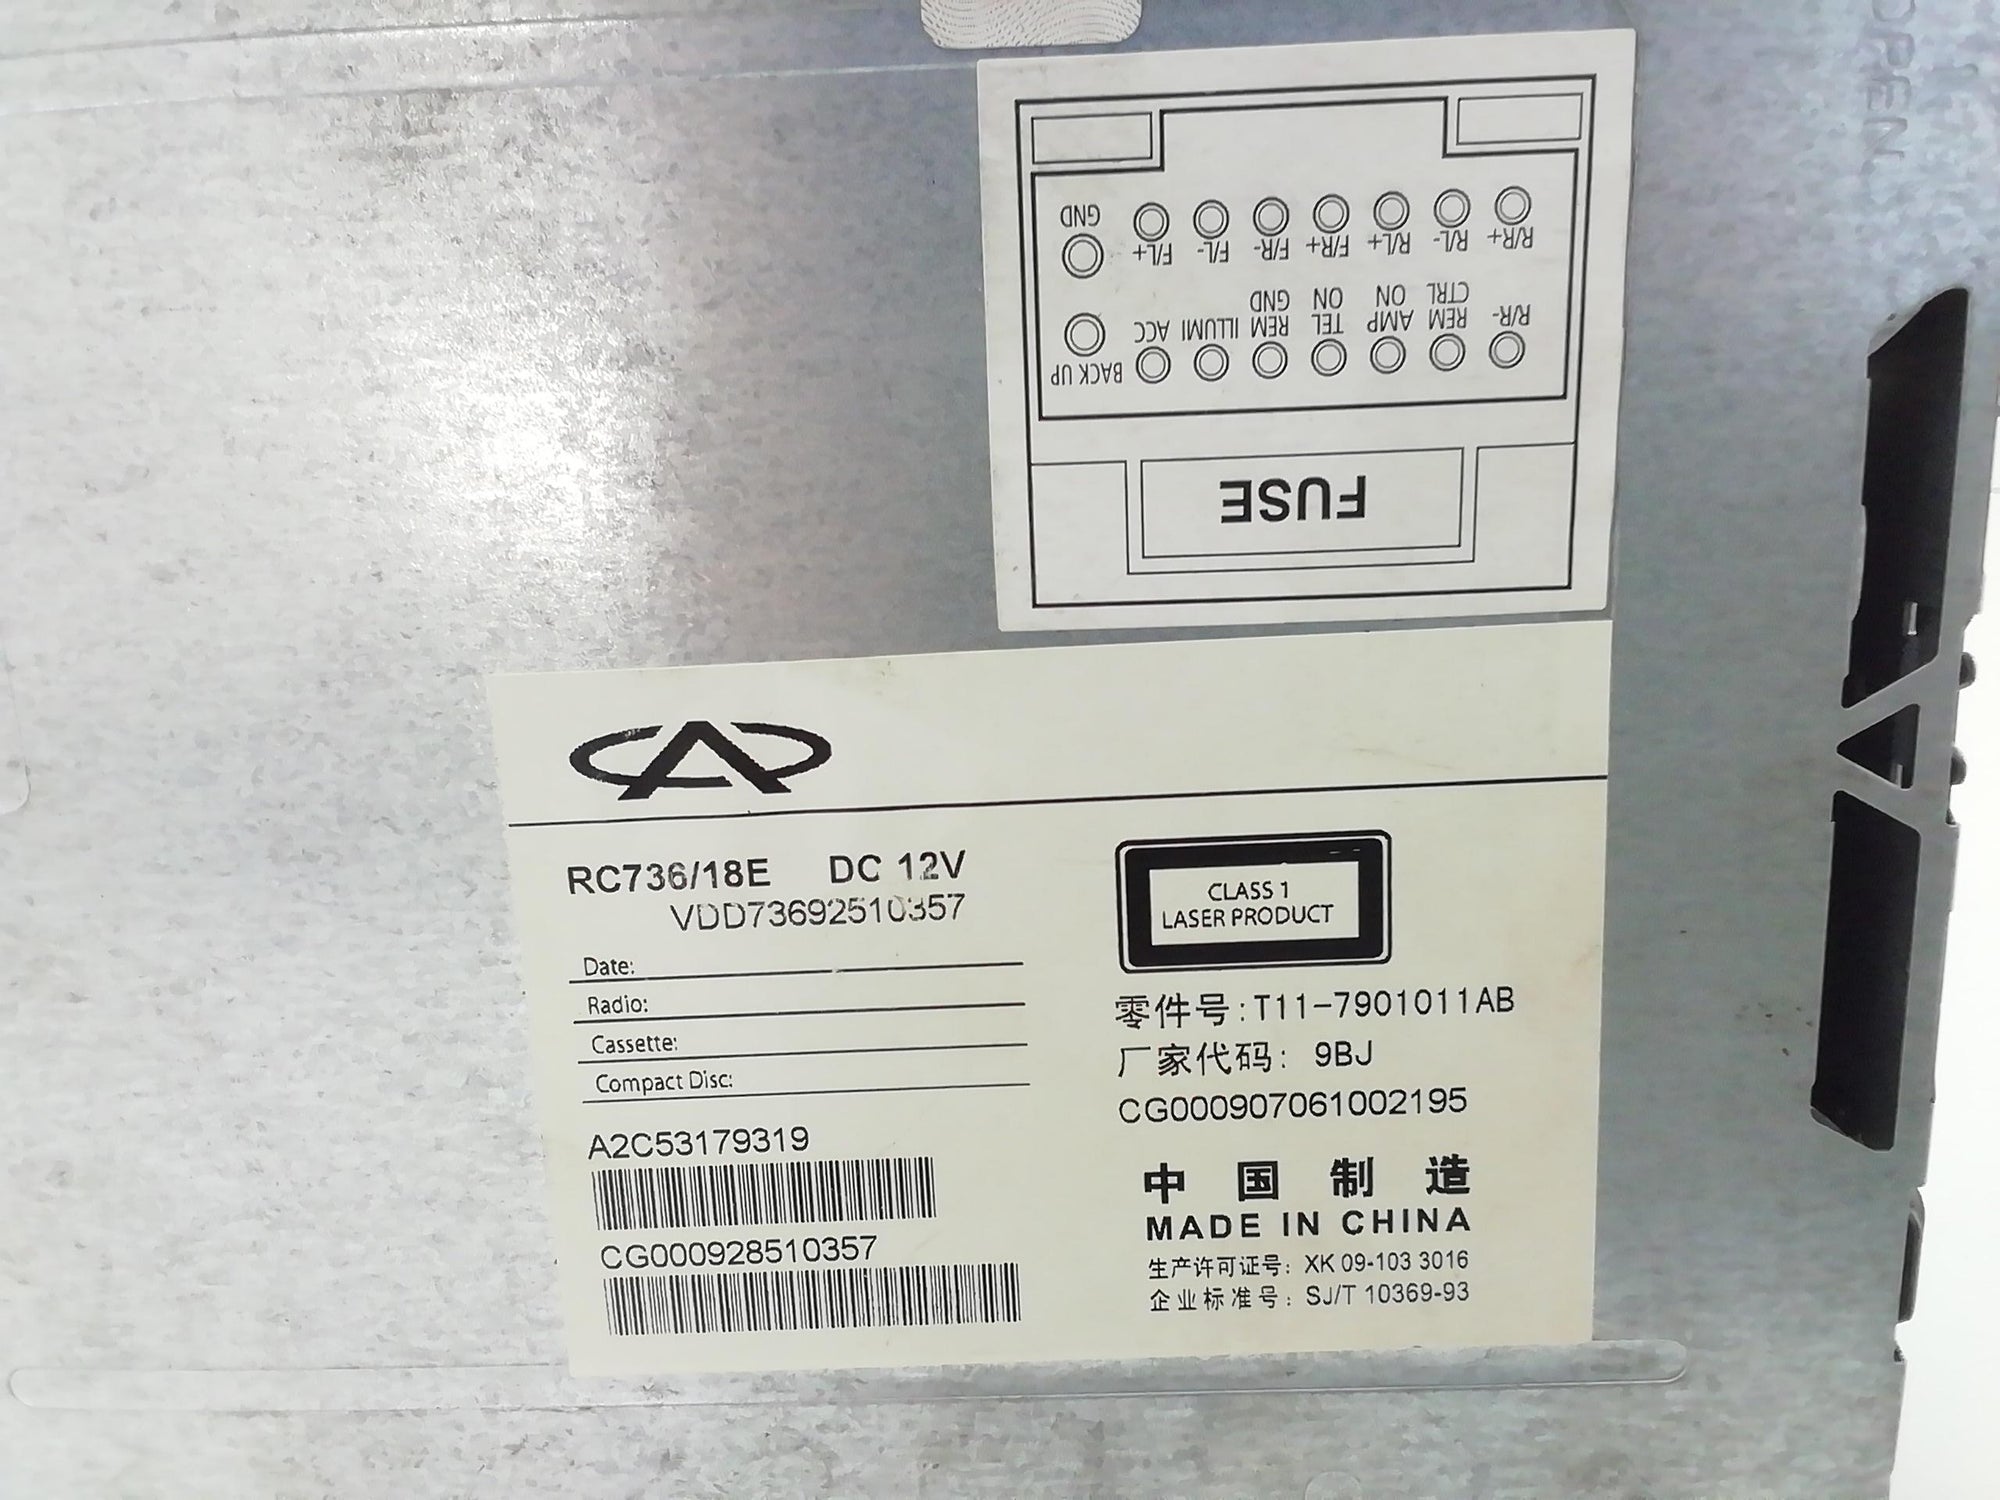 GND F/L+ F/L- F/R- F/R+ R/L+ R/L- R/R+
BACK UP ACC ILLUMI REM GND TEL ON AMP ON REM CTRL R/R-
FUSE
RC736/18E DC 12V
VDD73692510357
Date:
Radio:
Cassette:
Compact Disc:
A2C53179319
CG000928510357
CLASS 1
LASER PRODUCT
零件号:T11-7901011AB
厂家代码: 9BJ
CG000907061002195
中国制造
MADE IN CHINA
生产许可证号: XK 09-103 3016
企业标准号: SJ/T 10369-93